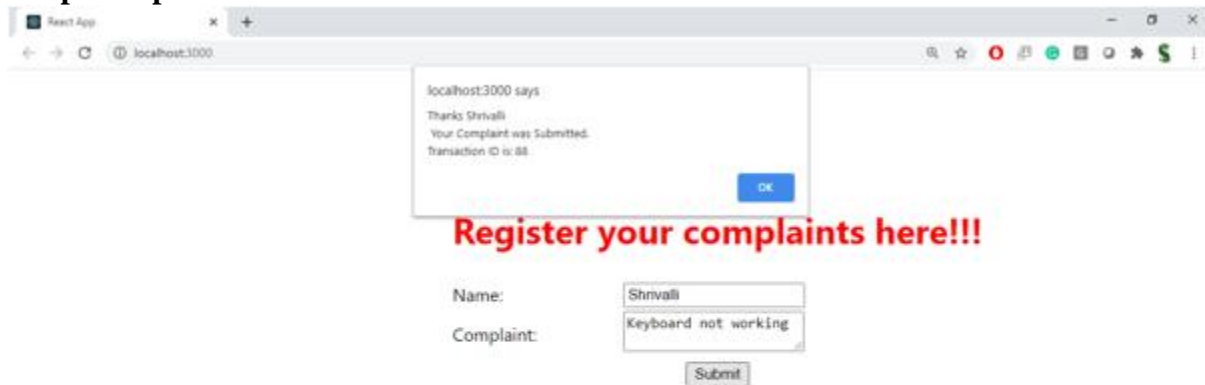 React App
localhost:3000
localhost:3000 says
Thanks Shrivalli
Your Complaint was Submitted.
Transaction ID is: 88
OK
Register your complaints here!!!
Name: Shrivalli
Complaint: Keyboard not working
Submit